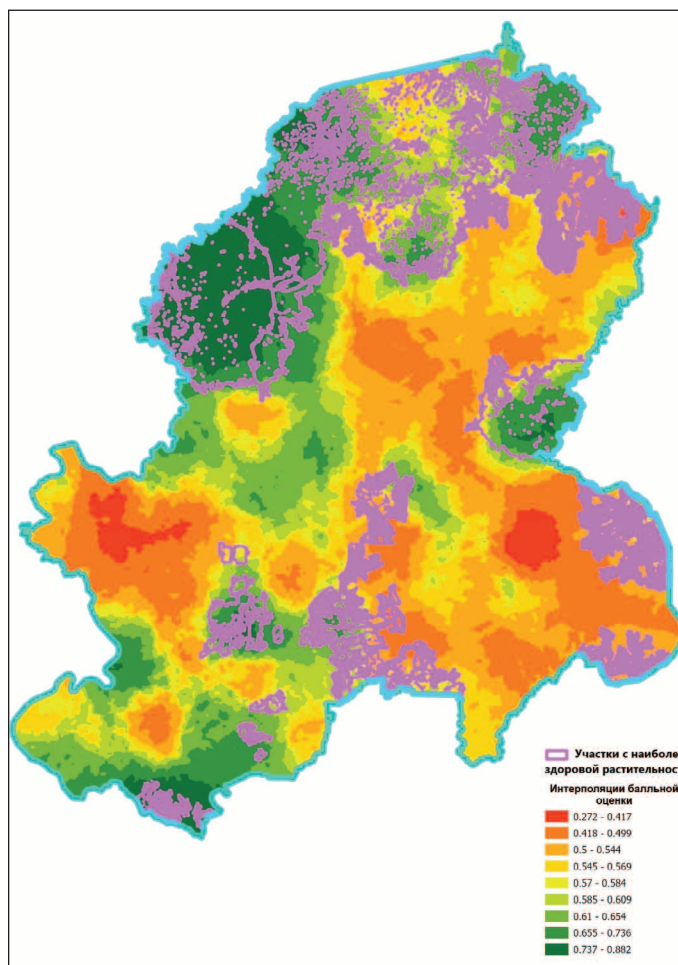 Участки с наиболе
здоровой растительнос
Интерполяции балльной
оценки
0.272 - 0.417
0.418 - 0.499
0.5 - 0.544
0.545 - 0.569
0.57 - 0.584
0.585 - 0.609
0.61 - 0.654
0.655 - 0.736
0.737 - 0.882